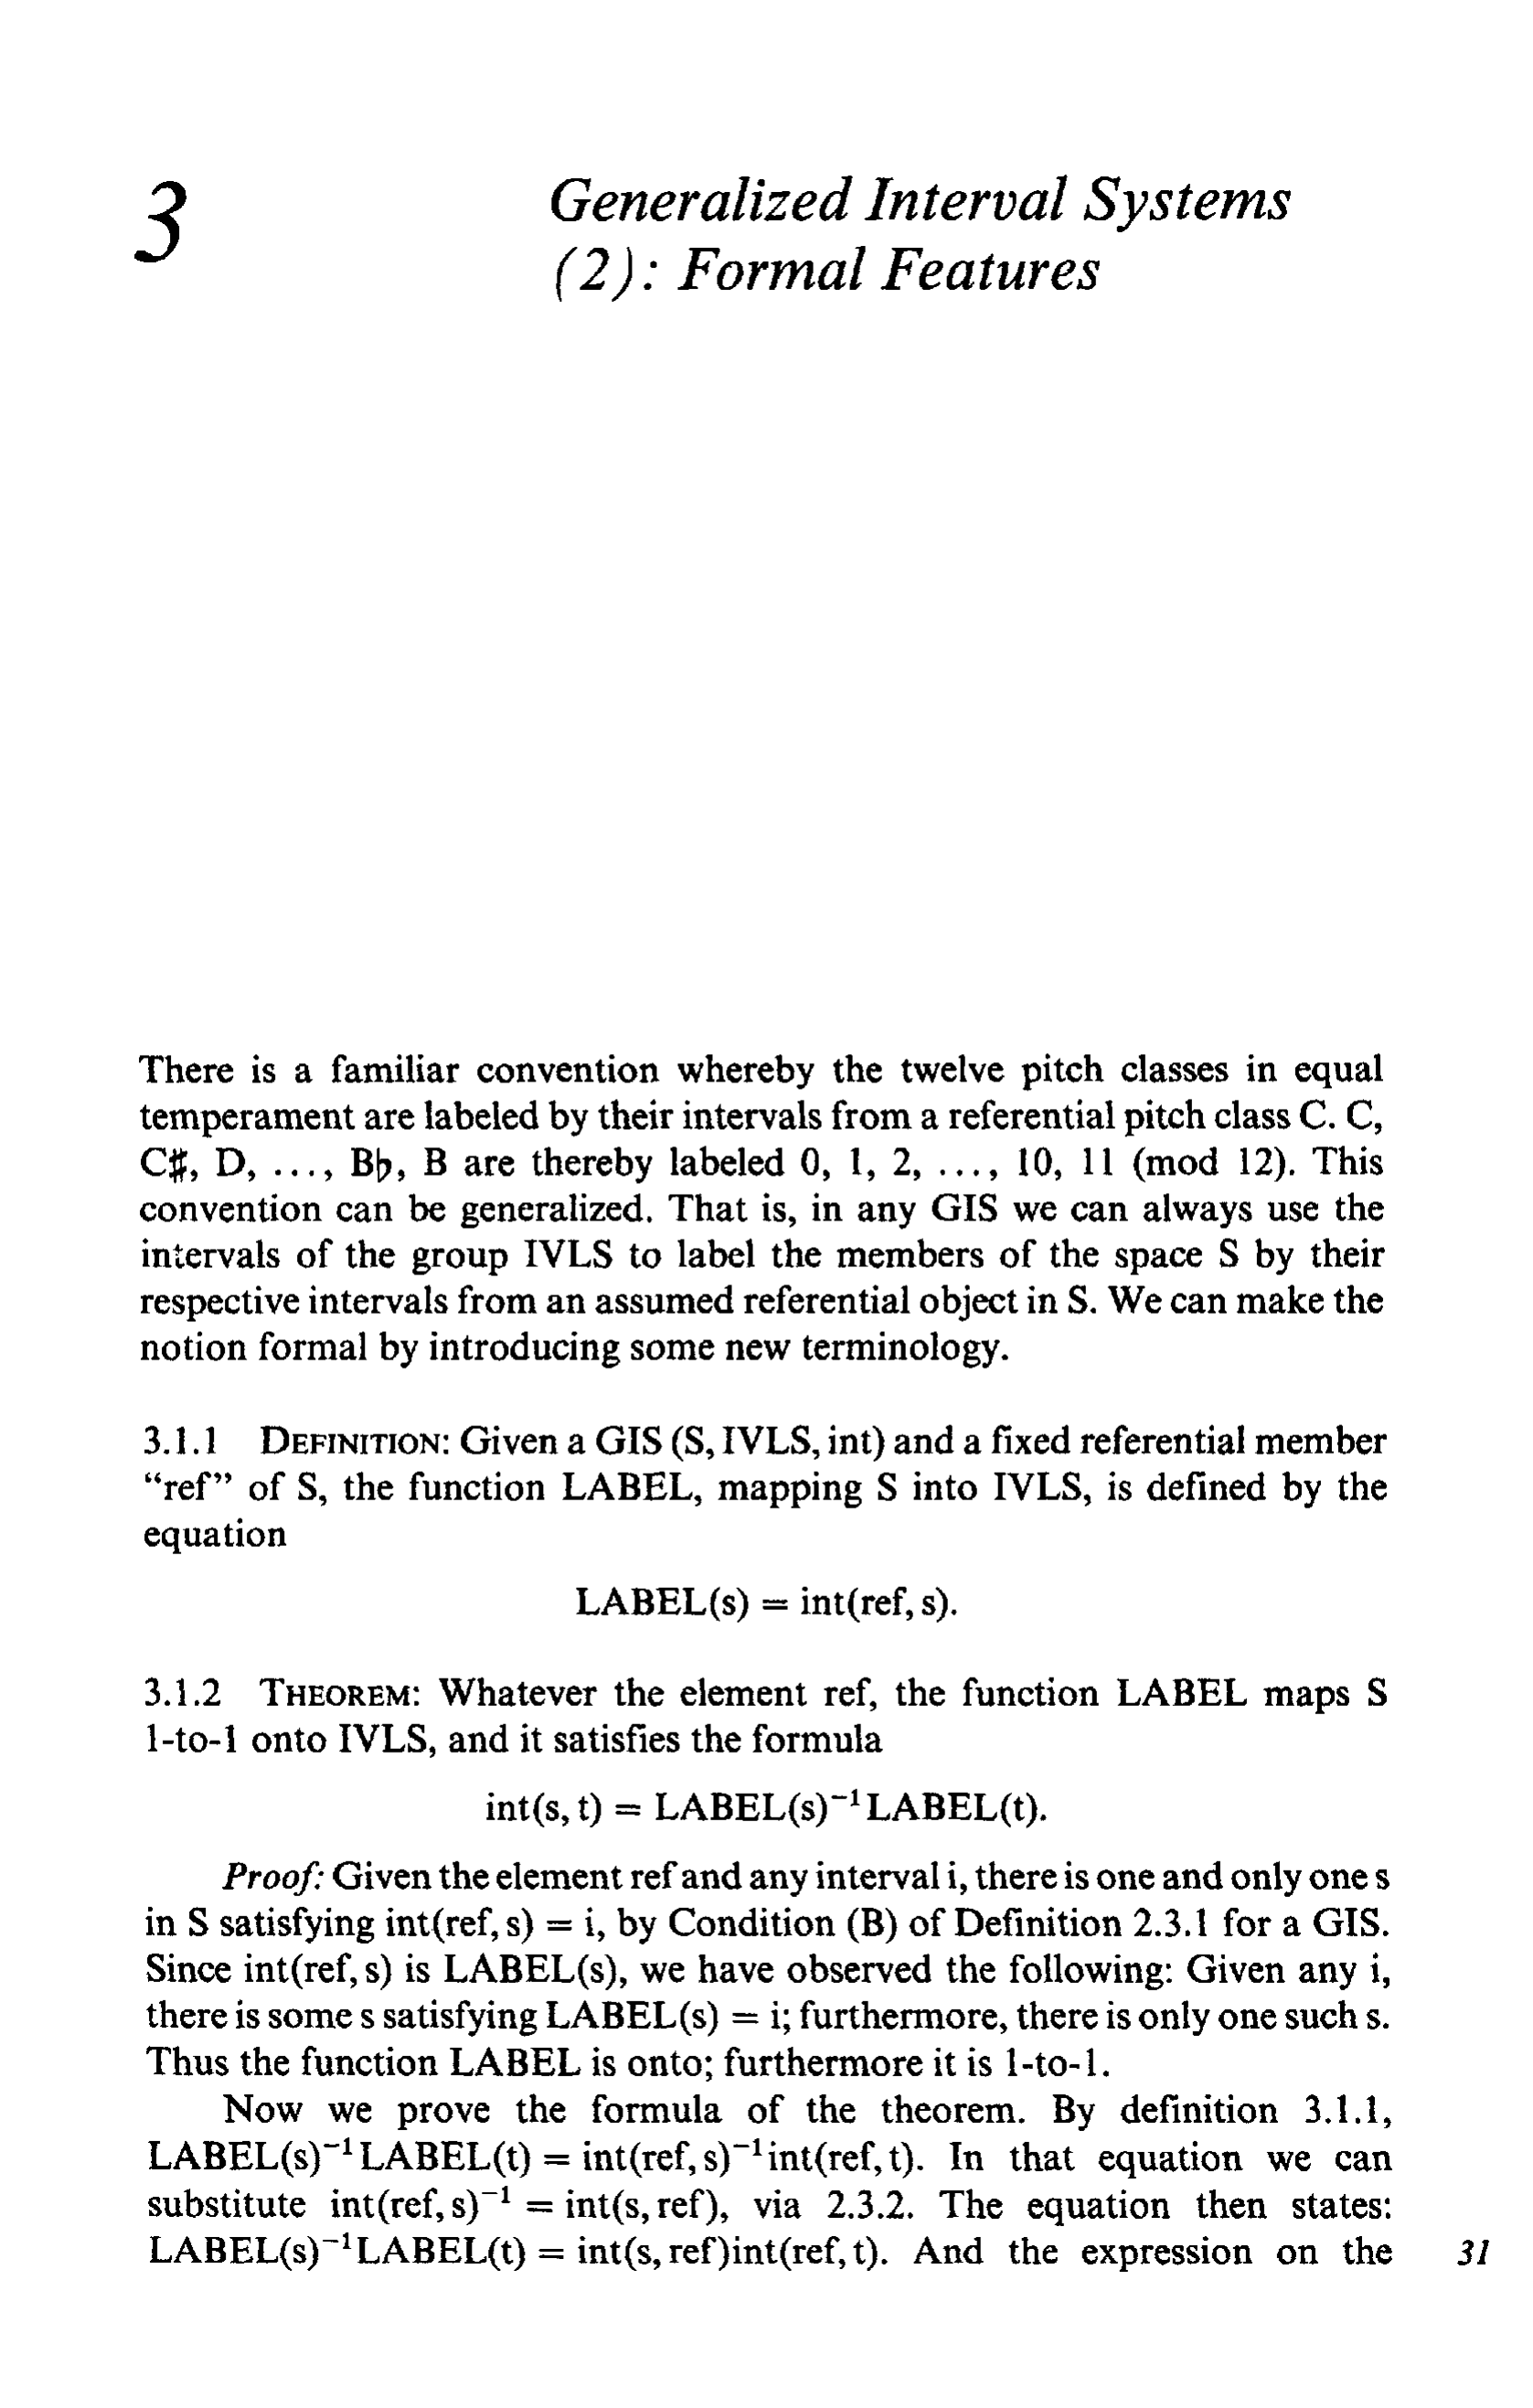 3
Generalized Interval Systems
(2): Formal Features
There is a familiar convention whereby the twelve pitch classes in equal
temperament are labeled by their intervals from a referential pitch class C. C,
C♯, D, ..., B♭, B are thereby labeled 0, 1, 2, ..., 10, 11 (mod 12). This
convention can be generalized. That is, in any GIS we can always use the
intervals of the group IVLS to label the members of the space S by their
respective intervals from an assumed referential object in S. We can make the
notion formal by introducing some new terminology.
3.1.1 DEFINITION: Given a GIS (S, IVLS, int) and a fixed referential member
“ref” of S, the function LABEL, mapping S into IVLS, is defined by the
equation
LABEL(s) = int(ref, s).
3.1.2 THEOREM: Whatever the element ref, the function LABEL maps S
1-to-1 onto IVLS, and it satisfies the formula
int(s, t) = LABEL(s)⁻¹LABEL(t).
Proof: Given the element ref and any interval i, there is one and only one s
in S satisfying int(ref, s) = i, by Condition (B) of Definition 2.3.1 for a GIS.
Since int(ref, s) is LABEL(s), we have observed the following: Given any i,
there is some s satisfying LABEL(s) = i; furthermore, there is only one such s.
Thus the function LABEL is onto; furthermore it is 1-to-1.
Now we prove the formula of the theorem. By definition 3.1.1,
LABEL(s)⁻¹LABEL(t) = int(ref, s)⁻¹int(ref, t). In that equation we can
substitute int(ref, s)⁻¹ = int(s, ref), via 2.3.2. The equation then states:
LABEL(s)⁻¹LABEL(t) = int(s, ref)int(ref, t). And the expression on the
31